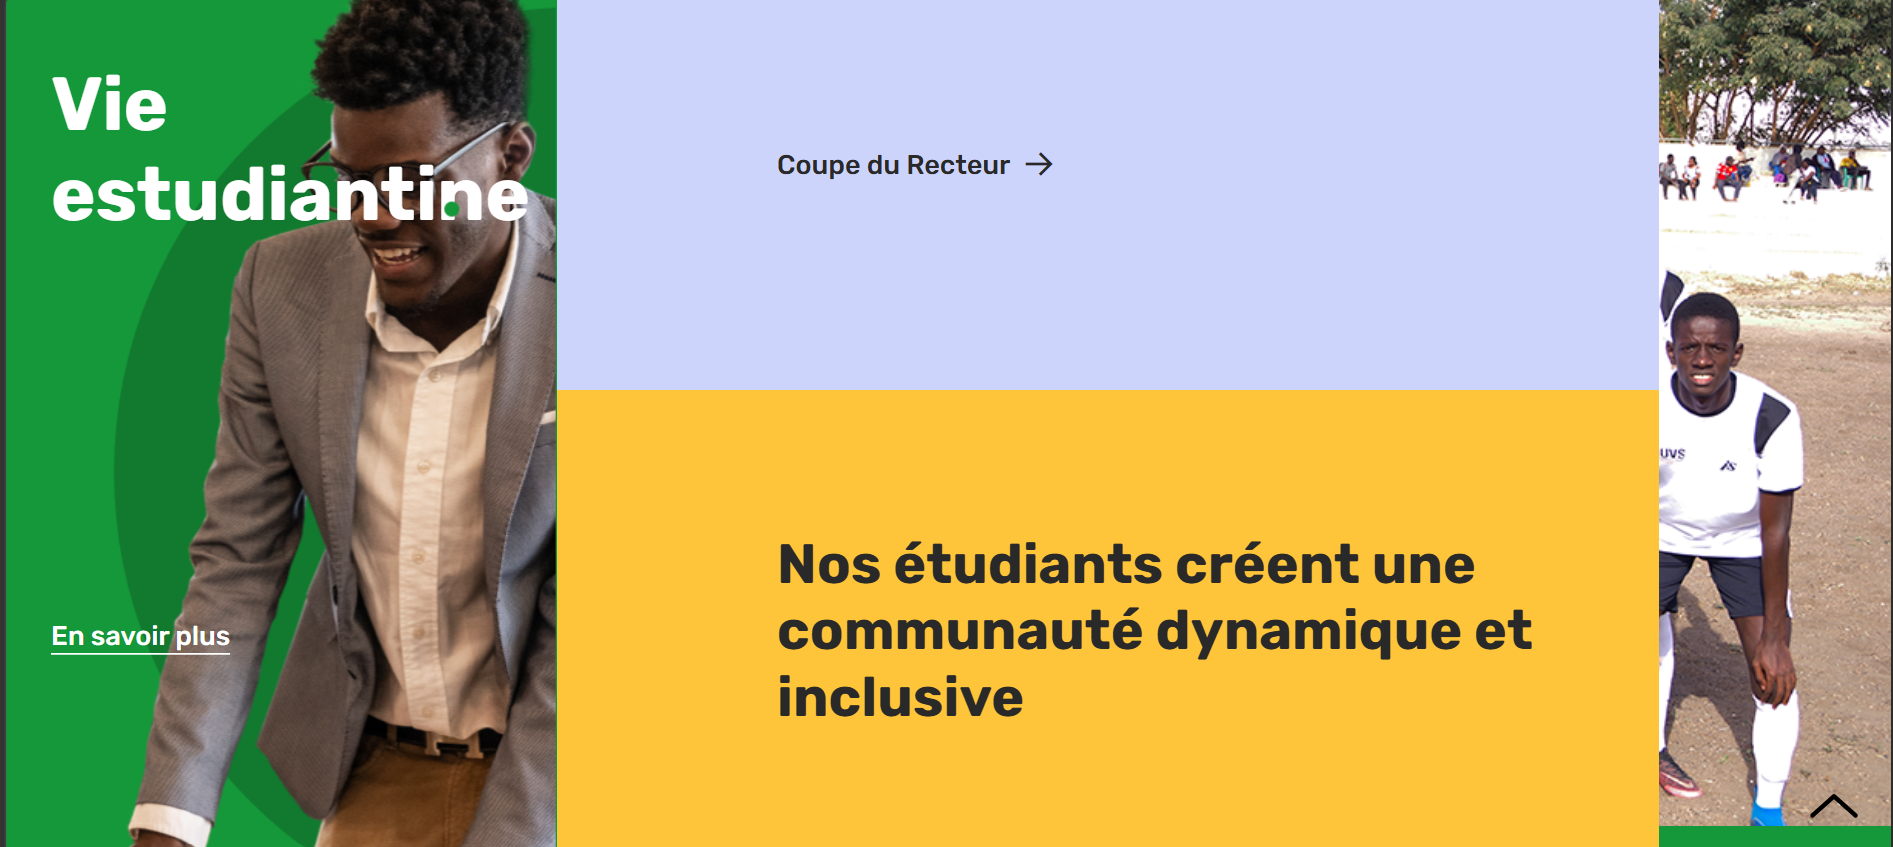 Vie
estudiantine
En savoir plus
Coupe du Recteur →
Nos étudiants créent une
communauté dynamique et
inclusive
UVS